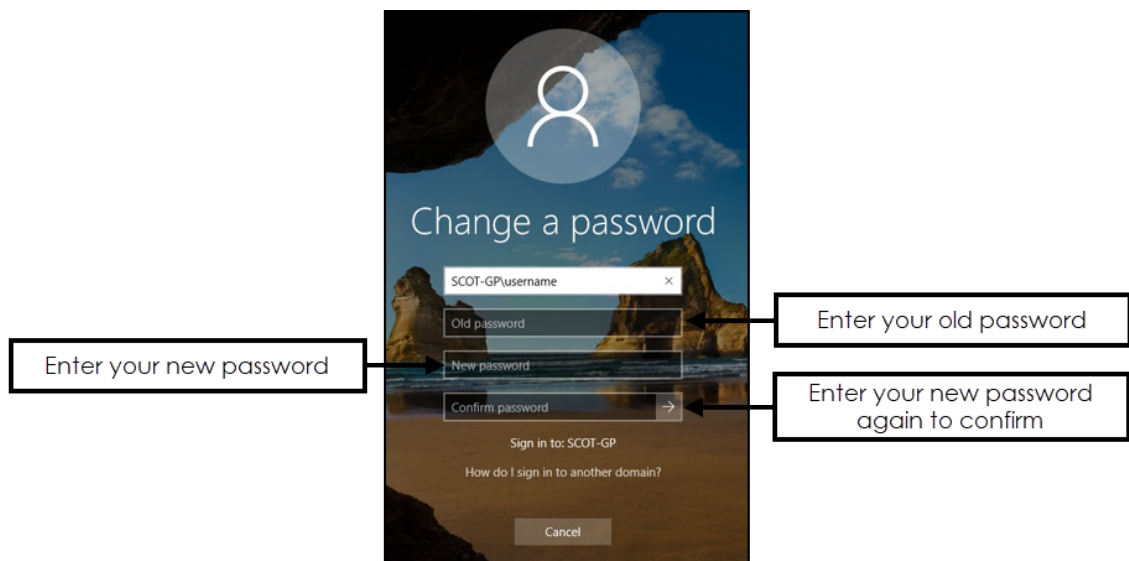 Change a password
SCOT-GP\username
Old password
Enter your old password
New password
Enter your new password
Confirm password
Enter your new password
again to confirm
Sign in to: SCOT-GP
How do I sign in to another domain?
Cancel